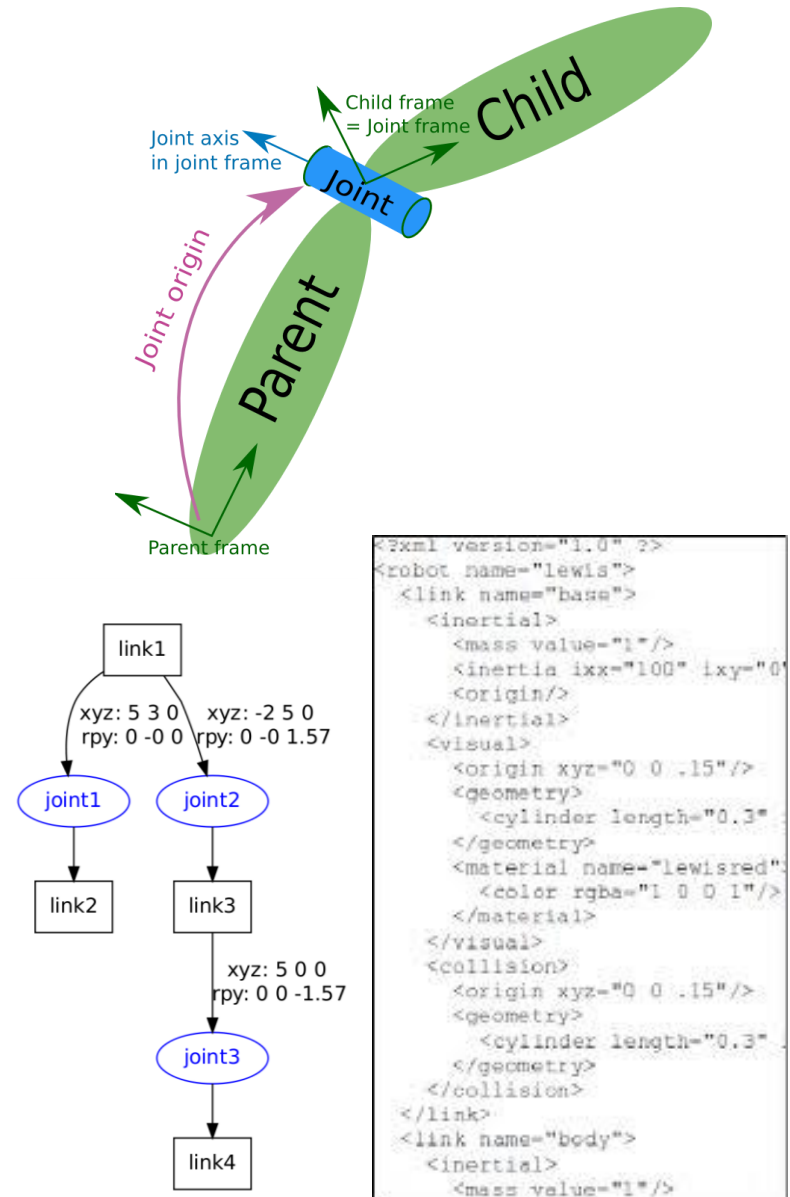 Child
Child frame
= Joint frame
Joint axis
in joint frame
Joint
Joint origin
Parent
Parent frame
link1
xyz: 5 3 0
rpy: 0 -0 0
xyz: -2 5 0
rpy: 0 -0 1.57
joint1
joint2
link2
link3
xyz: 5 0 0
rpy: 0 0 -1.57
joint3
link4
<?xml version="1.0" ?>
<robot name="lewis">
<link name="base">
<inertial>
<mass value="1"/>
<inertia ixx="100" ixy="0"
<origin/>
</inertial>
<visual>
<origin xyz="0 0 .15"/>
<geometry>
<cylinder length="0.3"
</geometry>
<material name="lewisred"
<color rgba="1 0 0 1"/>
</material>
</visual>
<collision>
<origin xyz="0 0 .15"/>
<geometry>
<cylinder length="0.3"
</geometry>
</collision>
</link>
<link name="body">
<inertial>
<mass value="1"/>